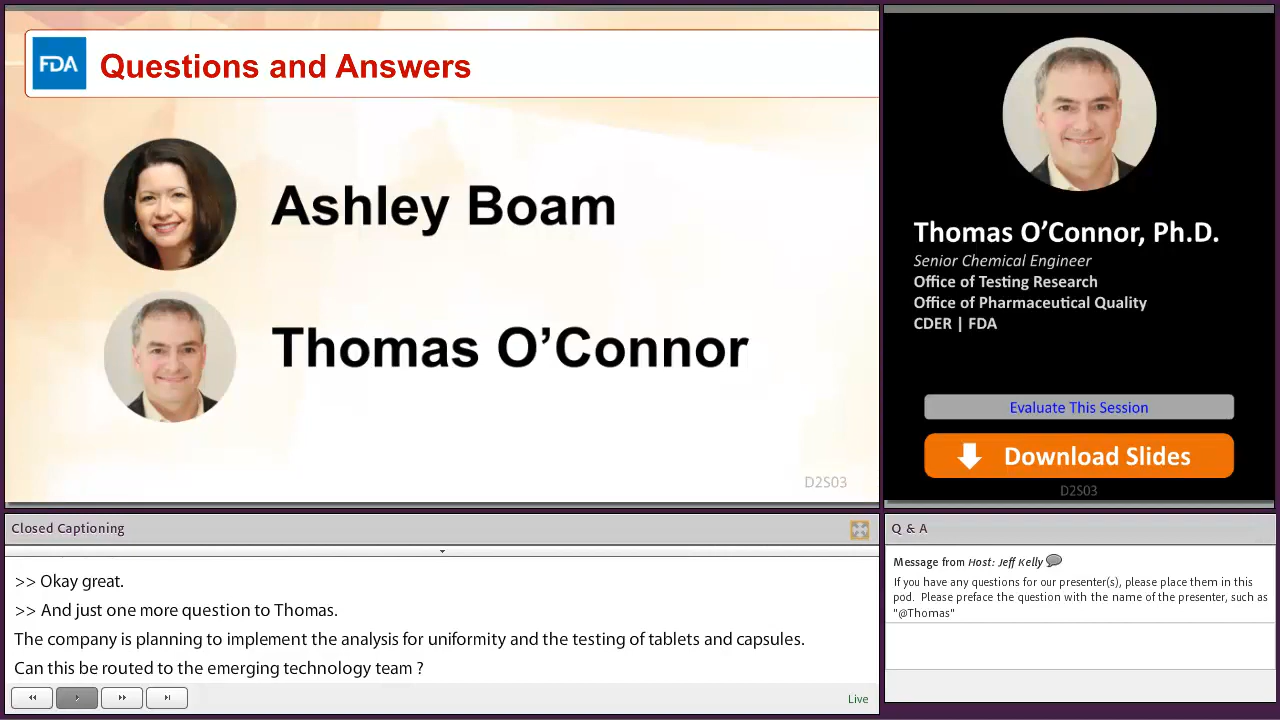 FDA
Questions and Answers
Ashley Boam
Thomas O’Connor
D2S03
Thomas O’Connor, Ph.D.
Senior Chemical Engineer
Office of Testing Research
Office of Pharmaceutical Quality
CDER | FDA
Evaluate This Session
Download Slides
D2S03
Closed Captioning
>> Okay great.
>> And just one more question to Thomas.
The company is planning to implement the analysis for uniformity and the testing of tablets and capsules.
Can this be routed to the emerging technology team ?
Live
Q & A
Message from Host: Jeff Kelly
If you have any questions for our presenter(s), please place them in this
pod. Please preface the question with the name of the presenter, such as
"@Thomas"